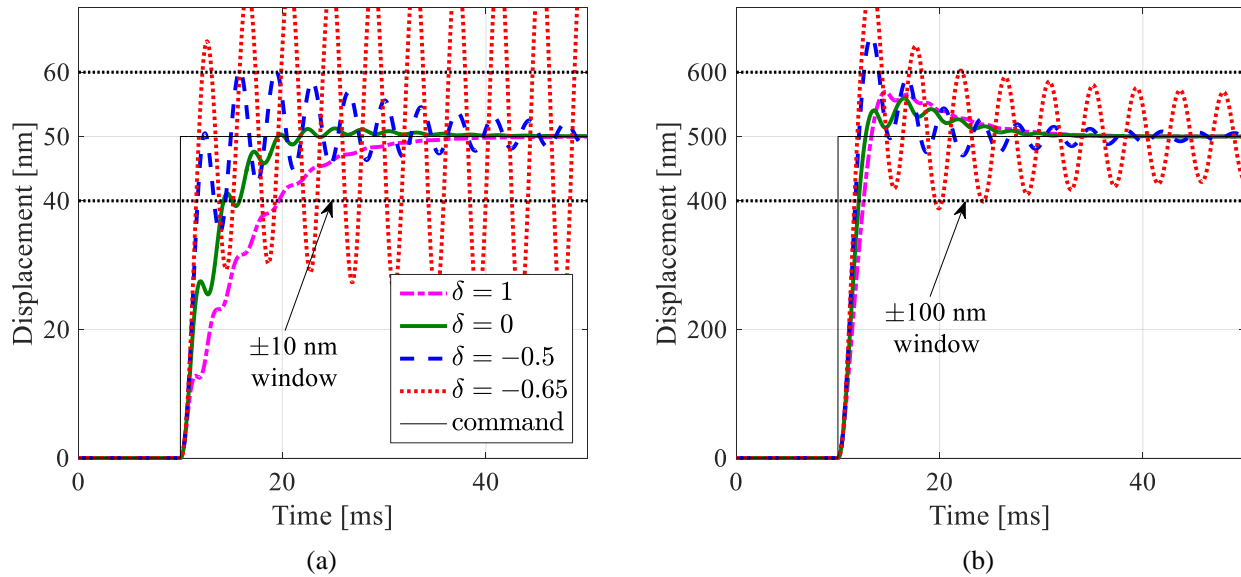 60
50
40
20
0
Displacement [nm]
±10 nm
window
δ = 1
δ = 0
δ = −0.5
δ = −0.65
command
0
20
40
Time [ms]
(a)
600
500
400
200
0
Displacement [nm]
±100 nm
window
0
20
40
Time [ms]
(b)